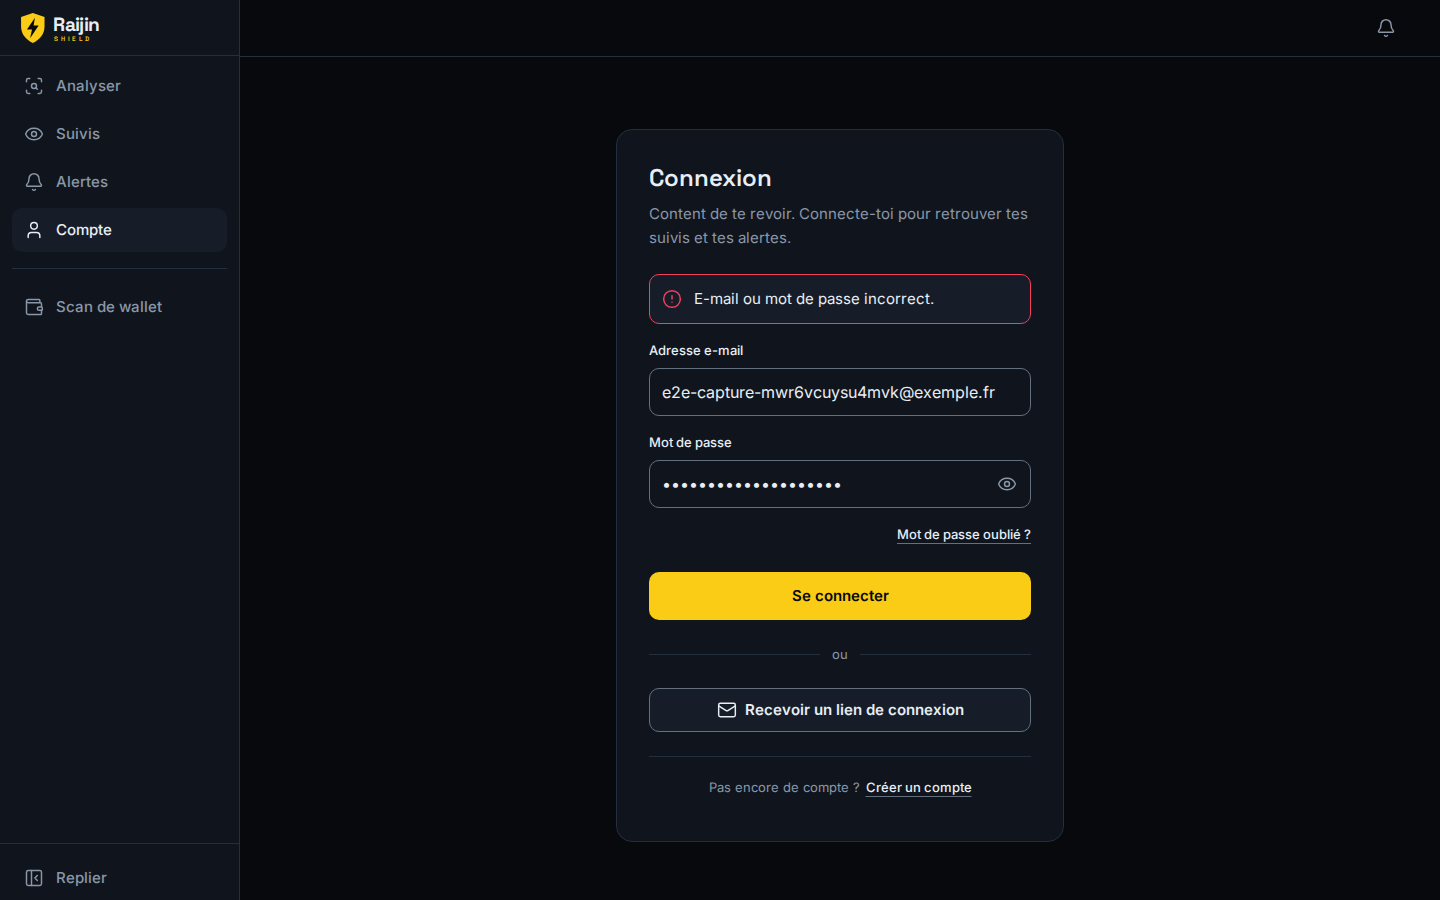 Raijin
SHIELD
Analyser
Suivis
Alertes
Compte
Scan de wallet
Replier
Connexion
Content de te revoir. Connecte-toi pour retrouver tes
suivis et tes alertes.
E-mail ou mot de passe incorrect.
Adresse e-mail
e2e-capture-mwr6vcuysu4mvk@exemple.fr
Mot de passe
••••••••••••••••••••
Mot de passe oublié ?
Se connecter
ou
Recevoir un lien de connexion
Pas encore de compte ? Créer un compte